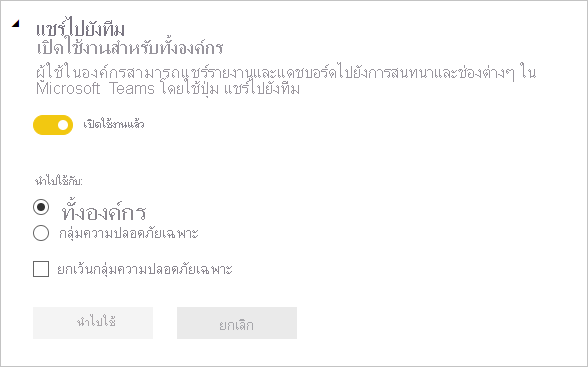 แชร์ไปยังทีม
เปิดใช้งานสำหรับทั้งองค์กร
ผู้ใช้ในองค์กรสามารถแชร์รายงานและแดชบอร์ดไปยังการสนทนาและช่องต่างๆ ใน
Microsoft Teams โดยใช้ปุ่ม แชร์ไปยังทีม
เปิดใช้งานแล้ว
นำไปใช้กับ:
ทั้งองค์กร
กลุ่มความปลอดภัยเฉพาะ
ยกเว้นกลุ่มความปลอดภัยเฉพาะ
นำไปใช้
ยกเลิก